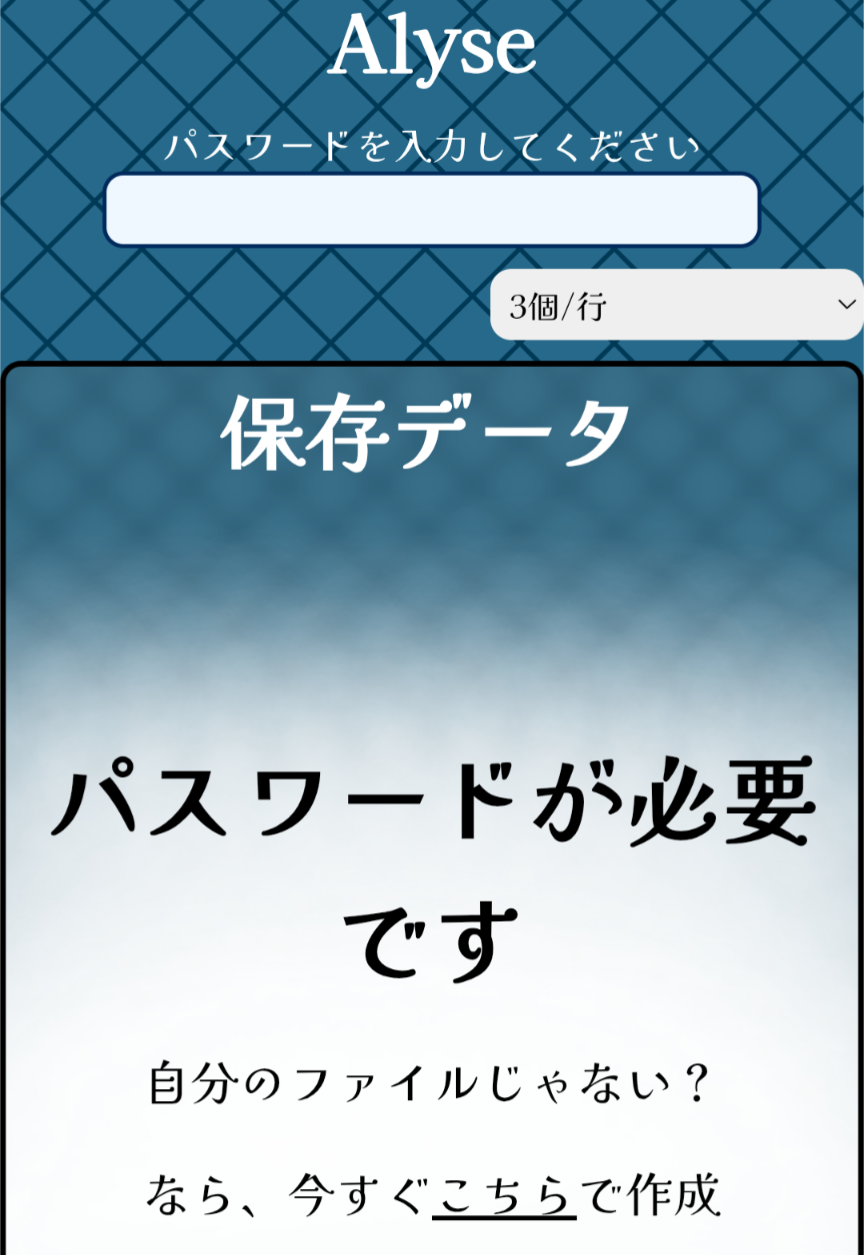 Alyse
パスワードを入力してください
3個/行
保存データ
パスワードが必要
です
自分のファイルじゃない？
なら、今すぐこちらで作成